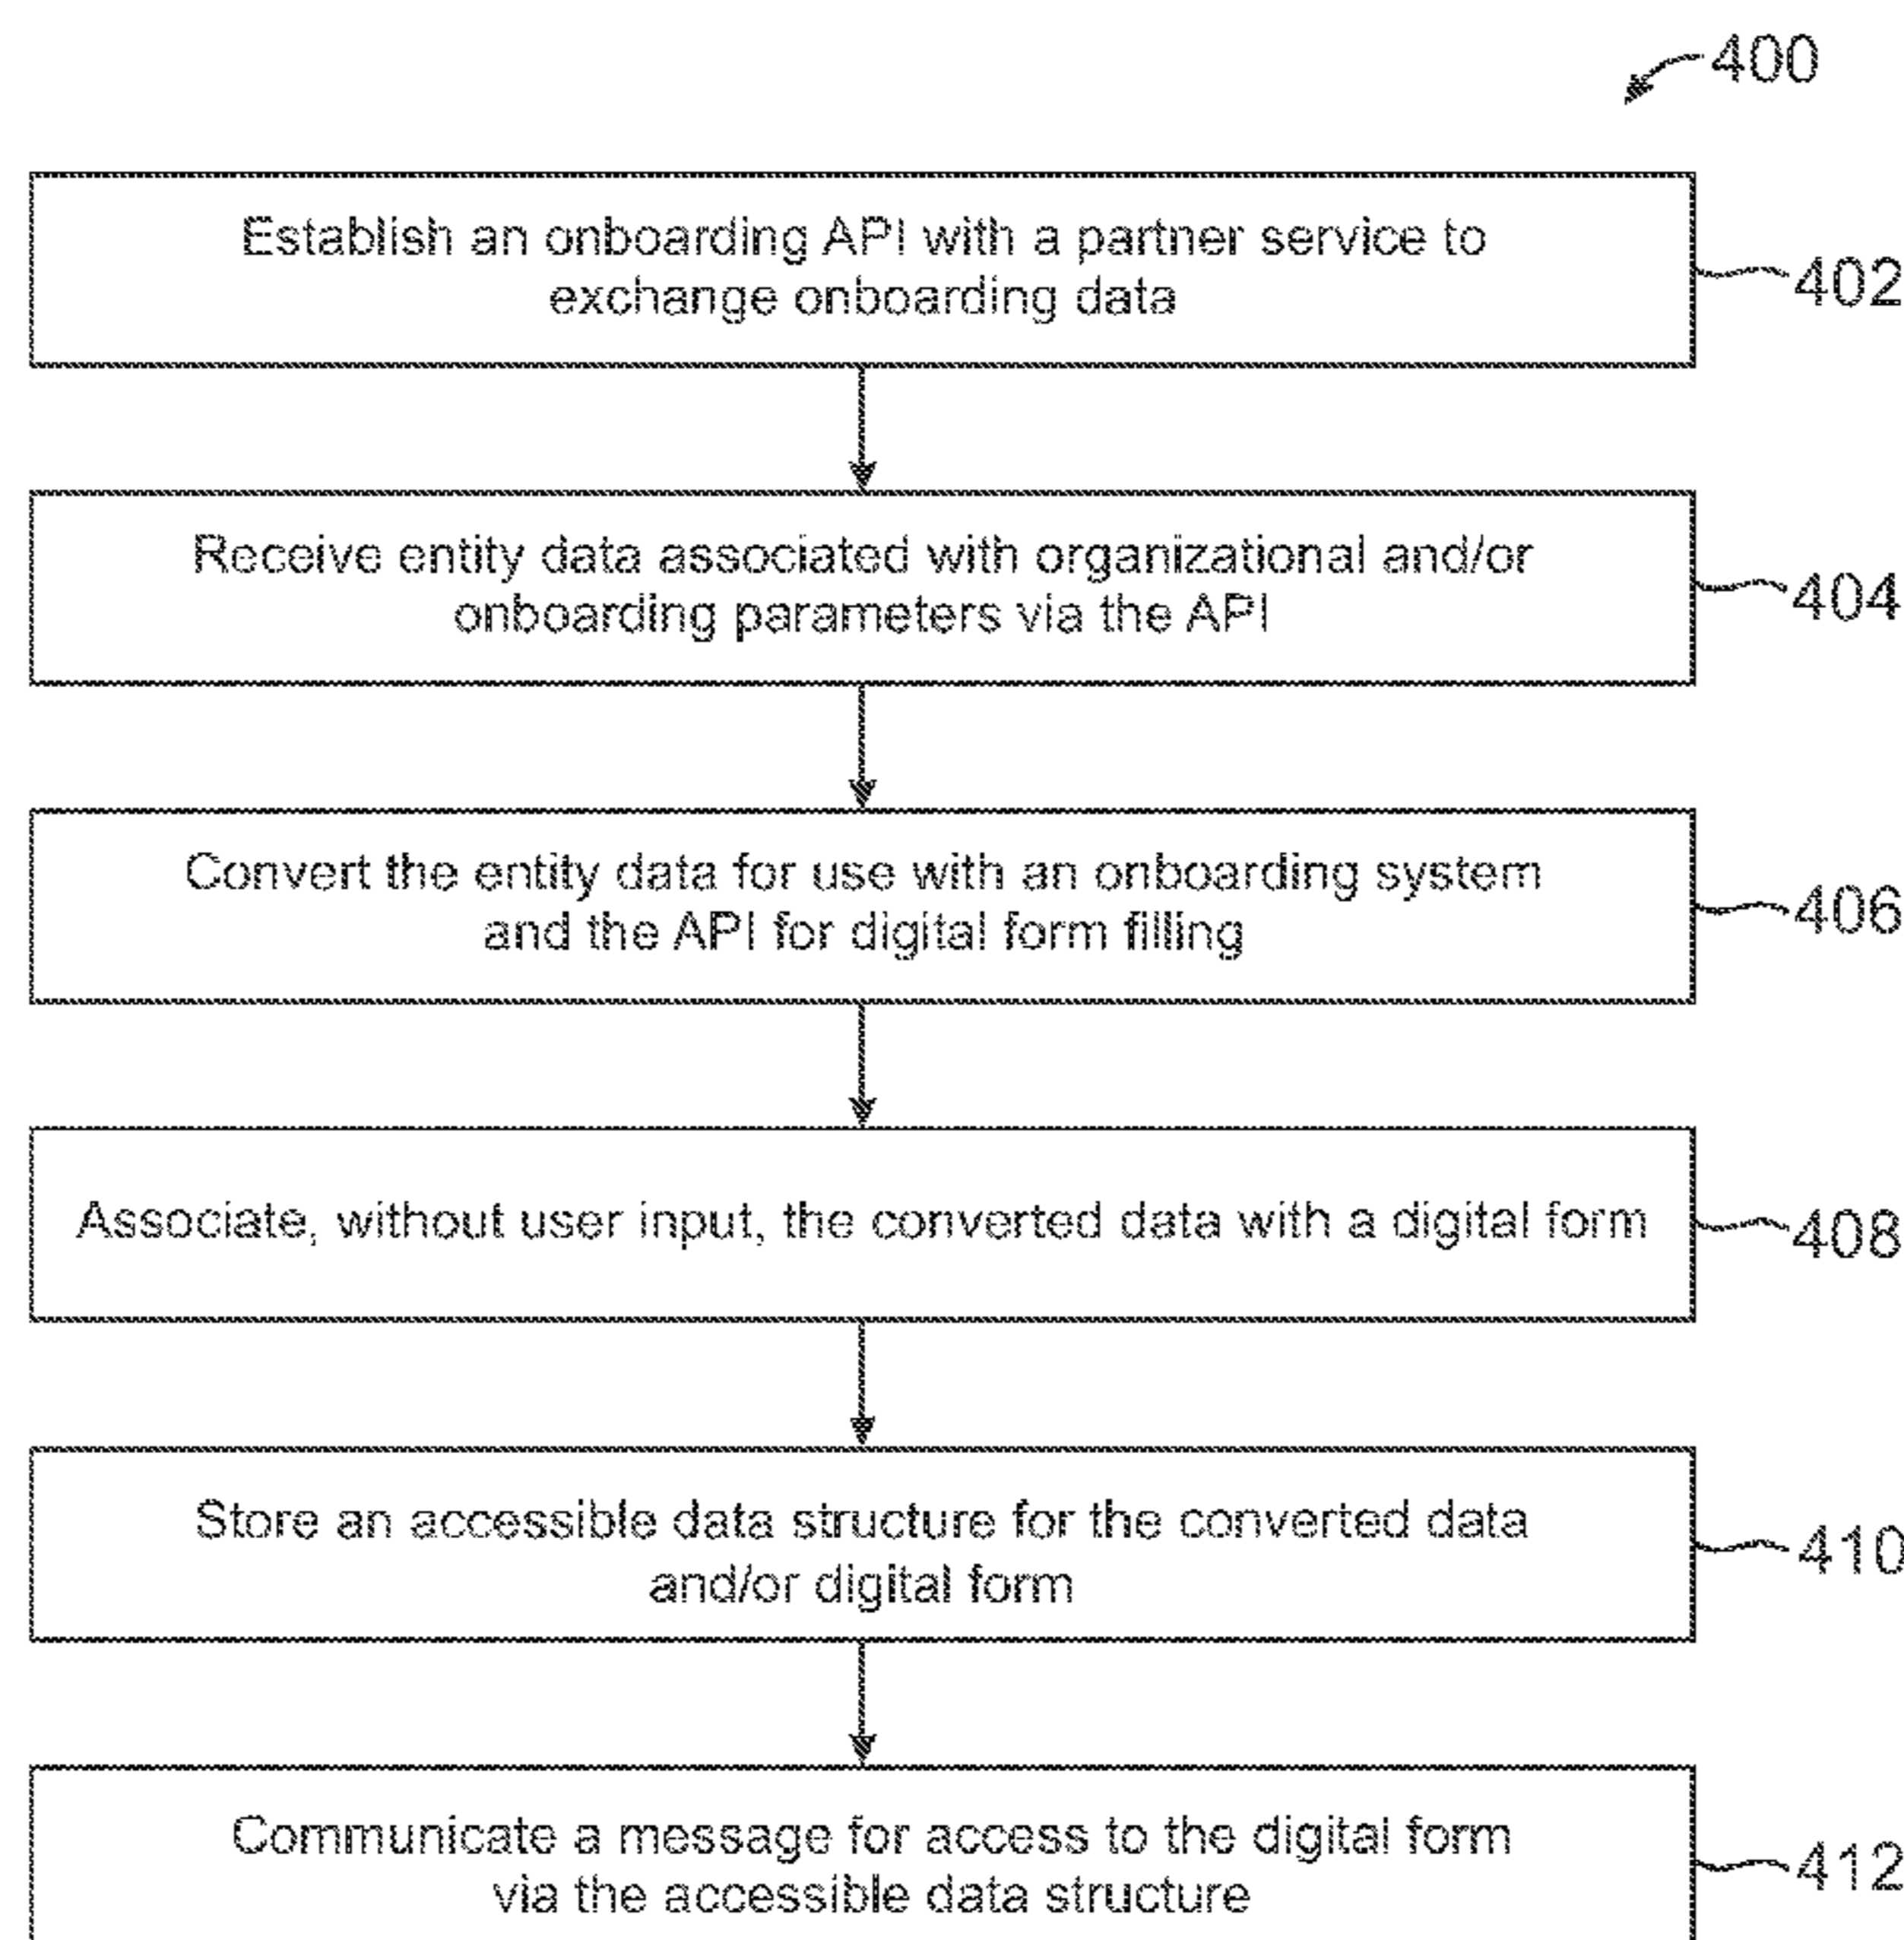 400
Establish an onboarding API with a partner service to
exchange onboarding data
402
Receive entity data associated with organizational and/or
onboarding parameters via the API
404
Convert the entity data for use with an onboarding system
and the API for digital form filling
406
Associate, without user input, the converted data with a digital form
408
Store an accessible data structure for the converted data
and/or digital form
410
Communicate a message for access to the digital form
via the accessible data structure
412